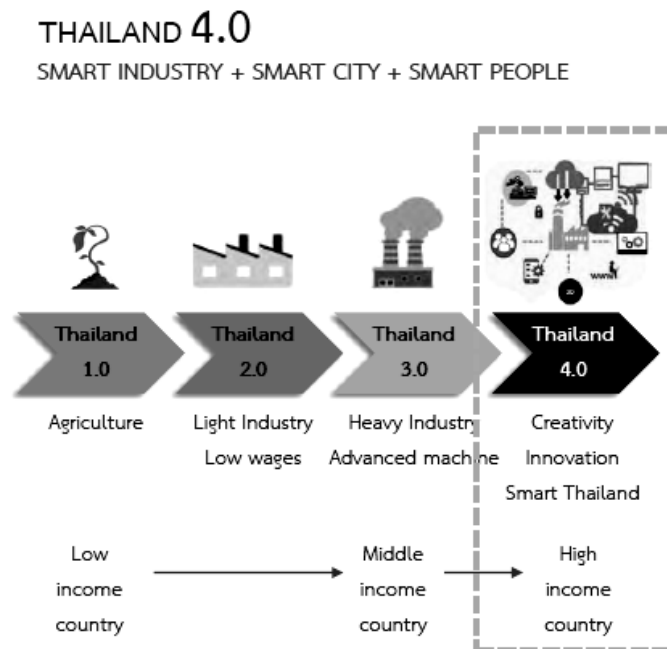 THAILAND 4.0
SMART INDUSTRY + SMART CITY + SMART PEOPLE
www
Thailand
1.0
Thailand
2.0
Thailand
3.0
Thailand
4.0
Agriculture
Light Industry
Low wages
Heavy Industry
Advanced machine
Creativity
Innovation
Smart Thailand
Low
income
country
Middle
income
country
High
income
country